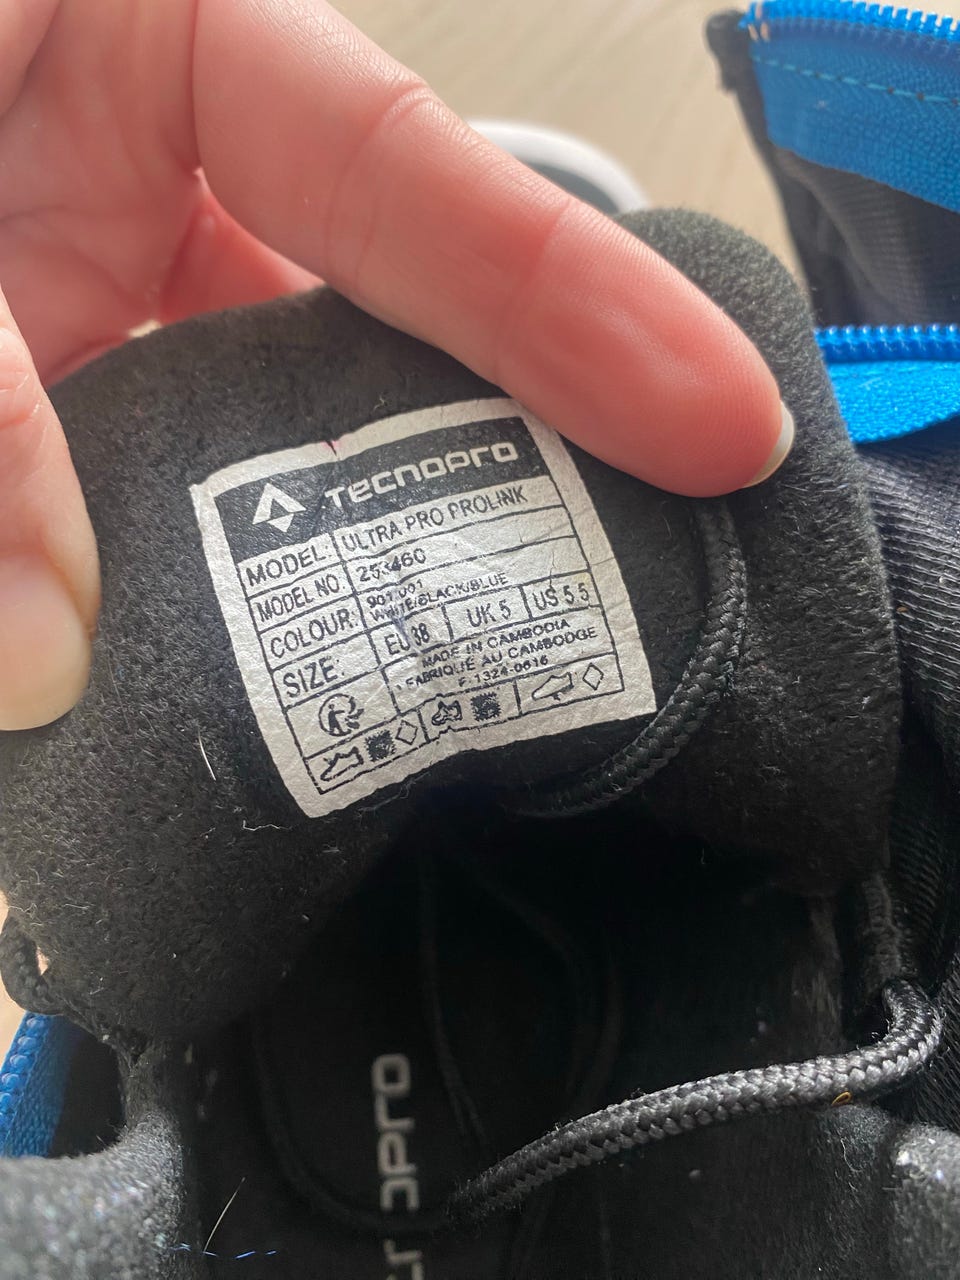 TECNOPRO
MODEL: ULTRA PRO PROLINK
MODEL NO.
COLOUR: 901 001
WHITE/BLACK/BLUE
SIZE: EU 38 UK 5 US 5.5
MADE IN CAMBODIA
FABRIQUÉ AU CAMBODGE
F-1324-0616
OPRO